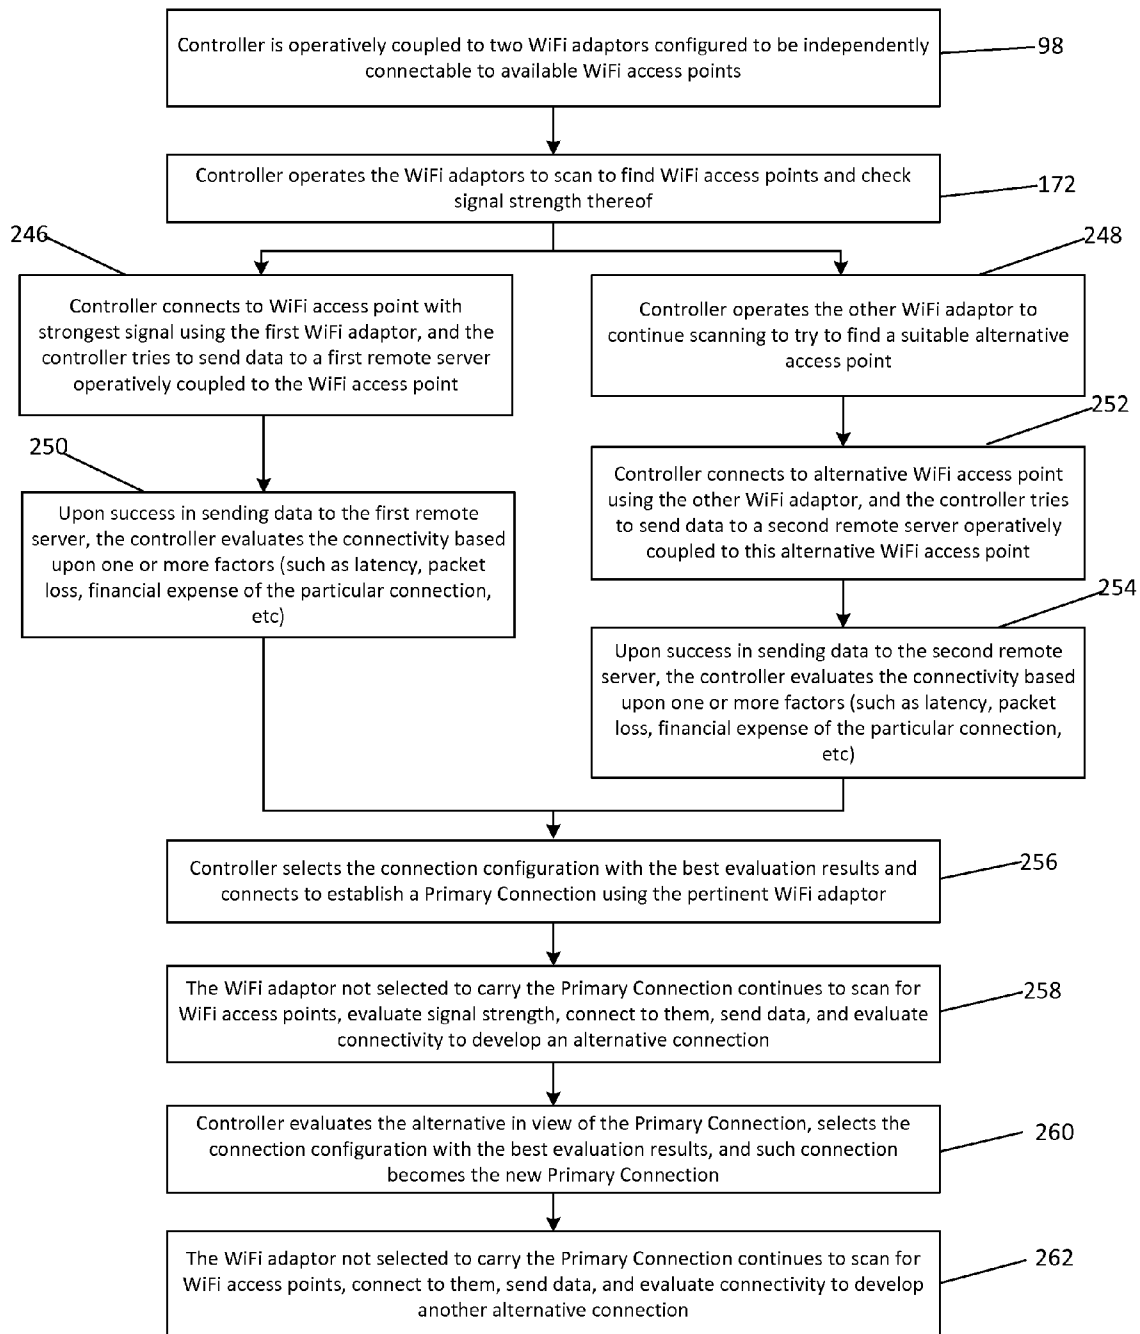 Controller is operatively coupled to two WiFi adaptors configured to be independently
connectable to available WiFi access points
98
Controller operates the WiFi adaptors to scan to find WiFi access points and check
signal strength thereof
172
246
Controller connects to WiFi access point with
strongest signal using the first WiFi adaptor, and the
controller tries to send data to a first remote server
operatively coupled to the WiFi access point
248
Controller operates the other WiFi adaptor to
continue scanning to try to find a suitable alternative
access point
250
Upon success in sending data to the first remote
server, the controller evaluates the connectivity based
upon one or more factors (such as latency, packet
loss, financial expense of the particular connection,
etc)
252
Controller connects to alternative WiFi access point
using the other WiFi adaptor, and the controller tries
to send data to a second remote server operatively
coupled to this alternative WiFi access point
254
Upon success in sending data to the second remote
server, the controller evaluates the connectivity based
upon one or more factors (such as latency, packet
loss, financial expense of the particular connection,
etc)
Controller selects the connection configuration with the best evaluation results and
connects to establish a Primary Connection using the pertinent WiFi adaptor
256
The WiFi adaptor not selected to carry the Primary Connection continues to scan for
WiFi access points, evaluate signal strength, connect to them, send data, and evaluate
connectivity to develop an alternative connection
258
Controller evaluates the alternative in view of the Primary Connection, selects the
connection configuration with the best evaluation results, and such connection
becomes the new Primary Connection
260
The WiFi adaptor not selected to carry the Primary Connection continues to scan for
WiFi access points, connect to them, send data, and evaluate connectivity to develop
another alternative connection
262